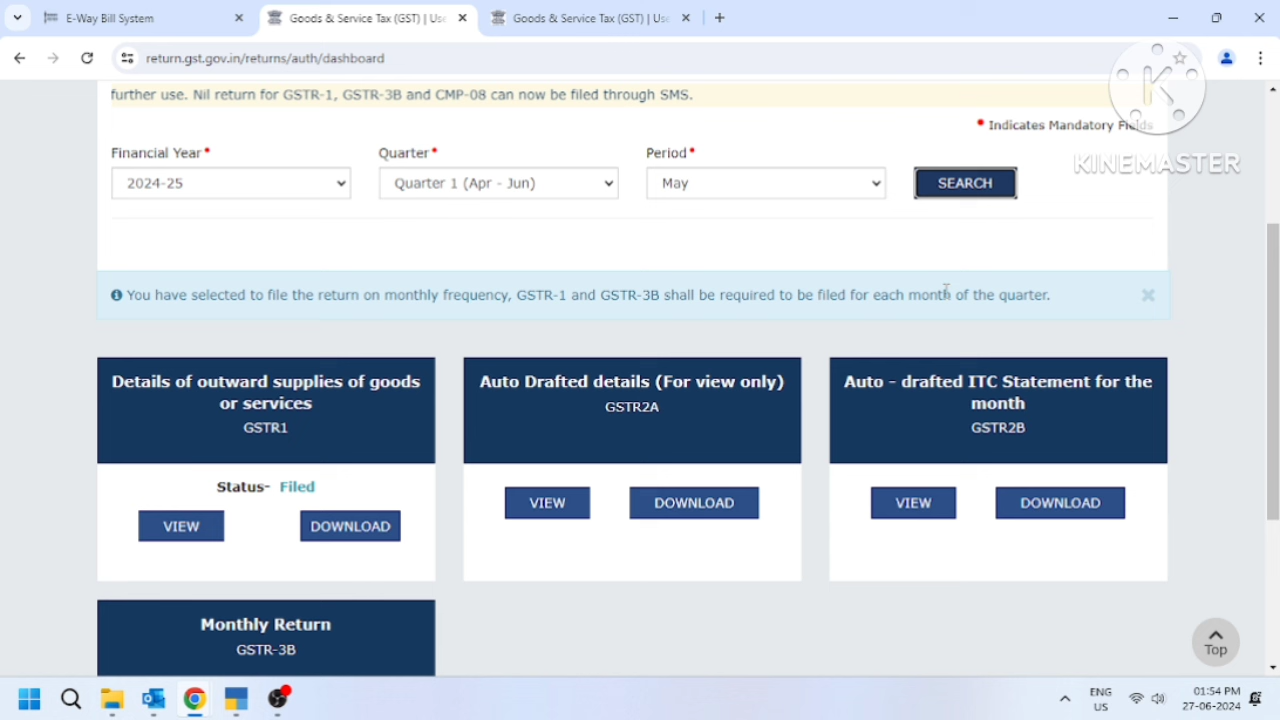 E-Way Bill System
Goods & Service Tax (GST) | Use
Goods & Service Tax (GST) | Use
return.gst.gov.in/returns/auth/dashboard
K
KINEMASTER
further use. Nil return for GSTR-1, GSTR-3B and CMP-08 can now be filed through SMS.
* Indicates Mandatory Fields
Financial Year* Quarter* Period*
2024-25 Quarter 1 (Apr - Jun) May SEARCH
You have selected to file the return on monthly frequency, GSTR-1 and GSTR-3B shall be required to be filed for each month of the quarter.
Details of outward supplies of goods
or services
GSTR1
Status- Filed
VIEW DOWNLOAD
Auto Drafted details (For view only)
GSTR2A
VIEW DOWNLOAD
Auto - drafted ITC Statement for the
month
GSTR2B
VIEW DOWNLOAD
Monthly Return
GSTR-3B
Top
ENG
US
01:54 PM
27-06-2024